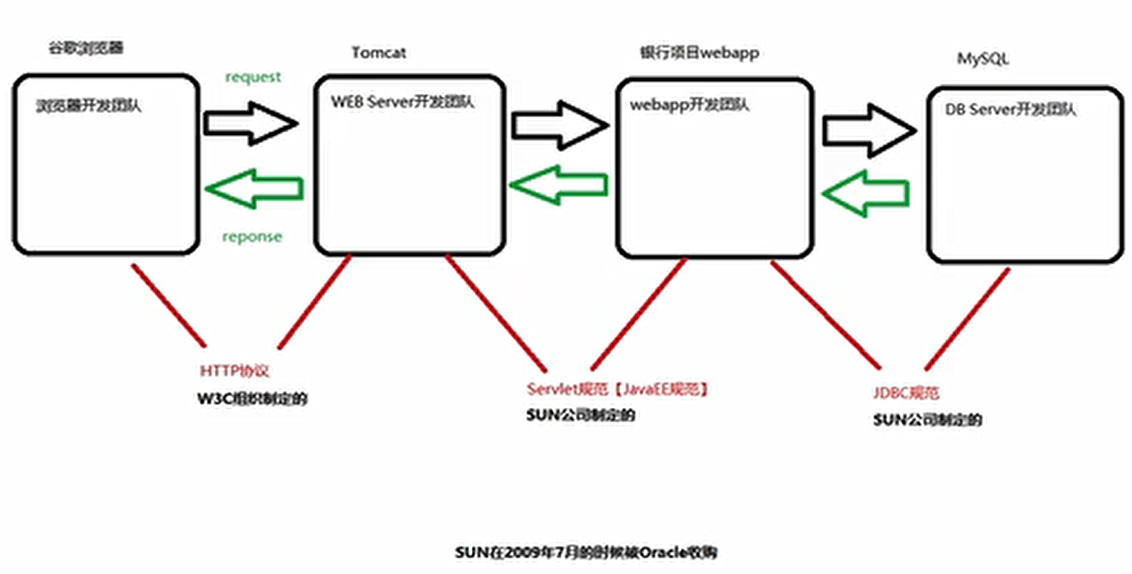 谷歌浏览器
Tomcat
银行项目webapp
MySQL
request
浏览器开发团队
WEB Server开发团队
webapp开发团队
DB Server开发团队
reponse
HTTP协议
W3C组织制定的
Servlet规范【JavaEE规范】
SUN公司制定的
JDBC规范
SUN公司制定的
SUN在2009年7月的时候被Oracle收购